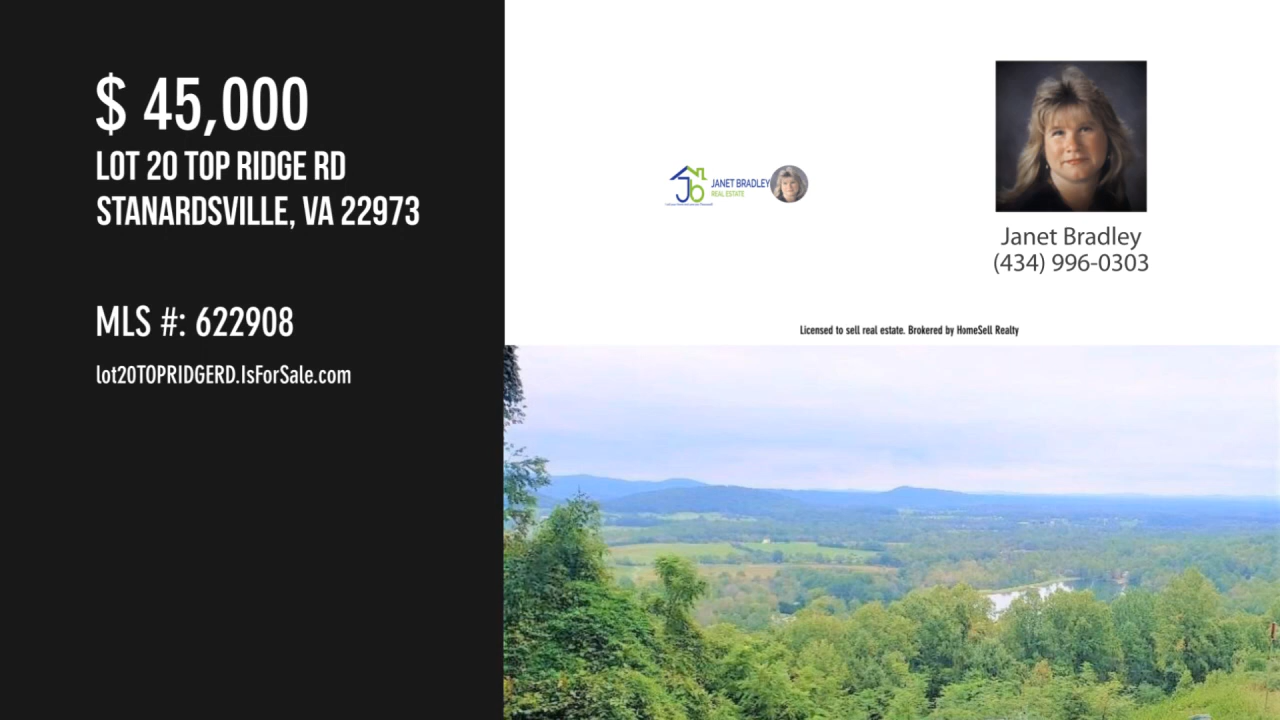 $ 45,000
LOT 20 TOP RIDGE RD
STANARDSVILLE, VA 22973
MLS #: 622908
lot20TOPRIDGERD.IsForSale.com
JANET BRADLEY
REAL ESTATE
Janet Bradley
(434) 996-0303
Licensed to sell real estate. Brokered by HomeSell Realty